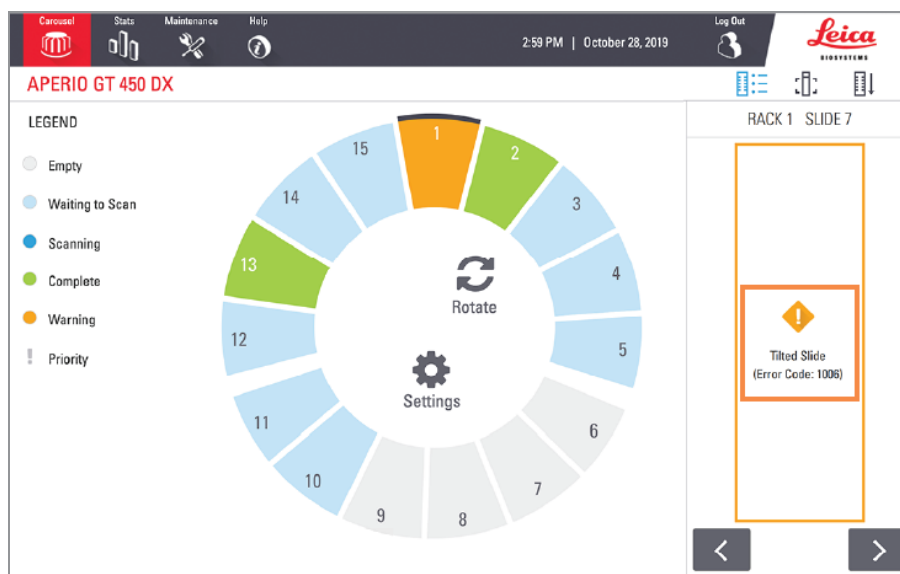 Carousel Stats Maintenance Help
2:59 PM | October 28, 2019
Log Out
Leica
BIOSYSTEMS
APERIO GT 450 DX
LEGEND
Empty
Waiting to Scan
Scanning
Complete
Warning
! Priority
1
2
3
4
5
6
7
8
9
10
11
12
13
14
15
Rotate
Settings
RACK 1 SLIDE 7
!
Tilted Slide
(Error Code: 1006)